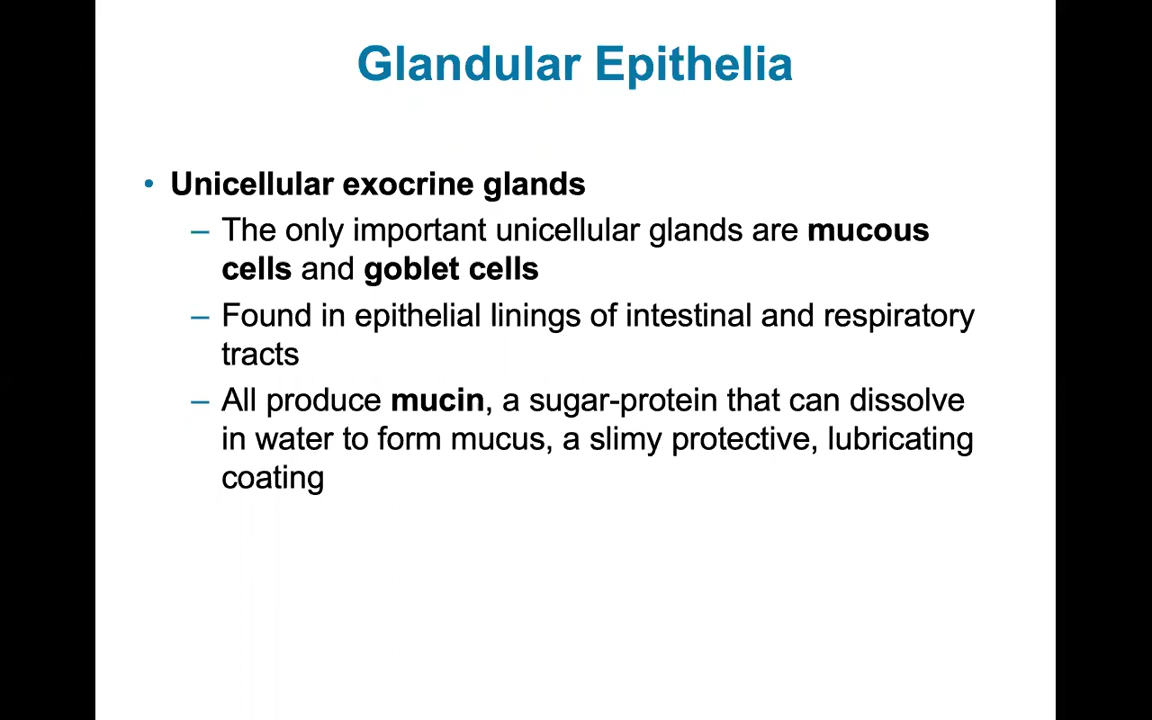 Glandular Epithelia
• Unicellular exocrine glands
– The only important unicellular glands are mucous
cells and goblet cells
– Found in epithelial linings of intestinal and respiratory
tracts
– All produce mucin, a sugar-protein that can dissolve
in water to form mucus, a slimy protective, lubricating
coating